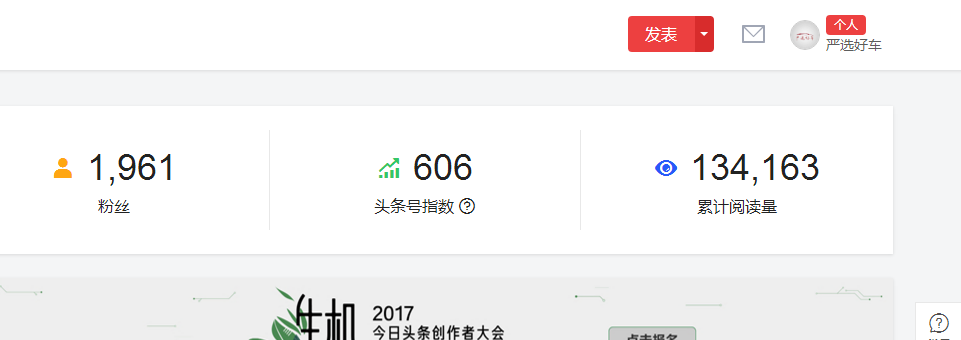 发表
个人
严选好车
1,961
606
134,163
粉丝
头条号指数
累计阅读量
生机
2017
今日头条创作者大会
点击报名